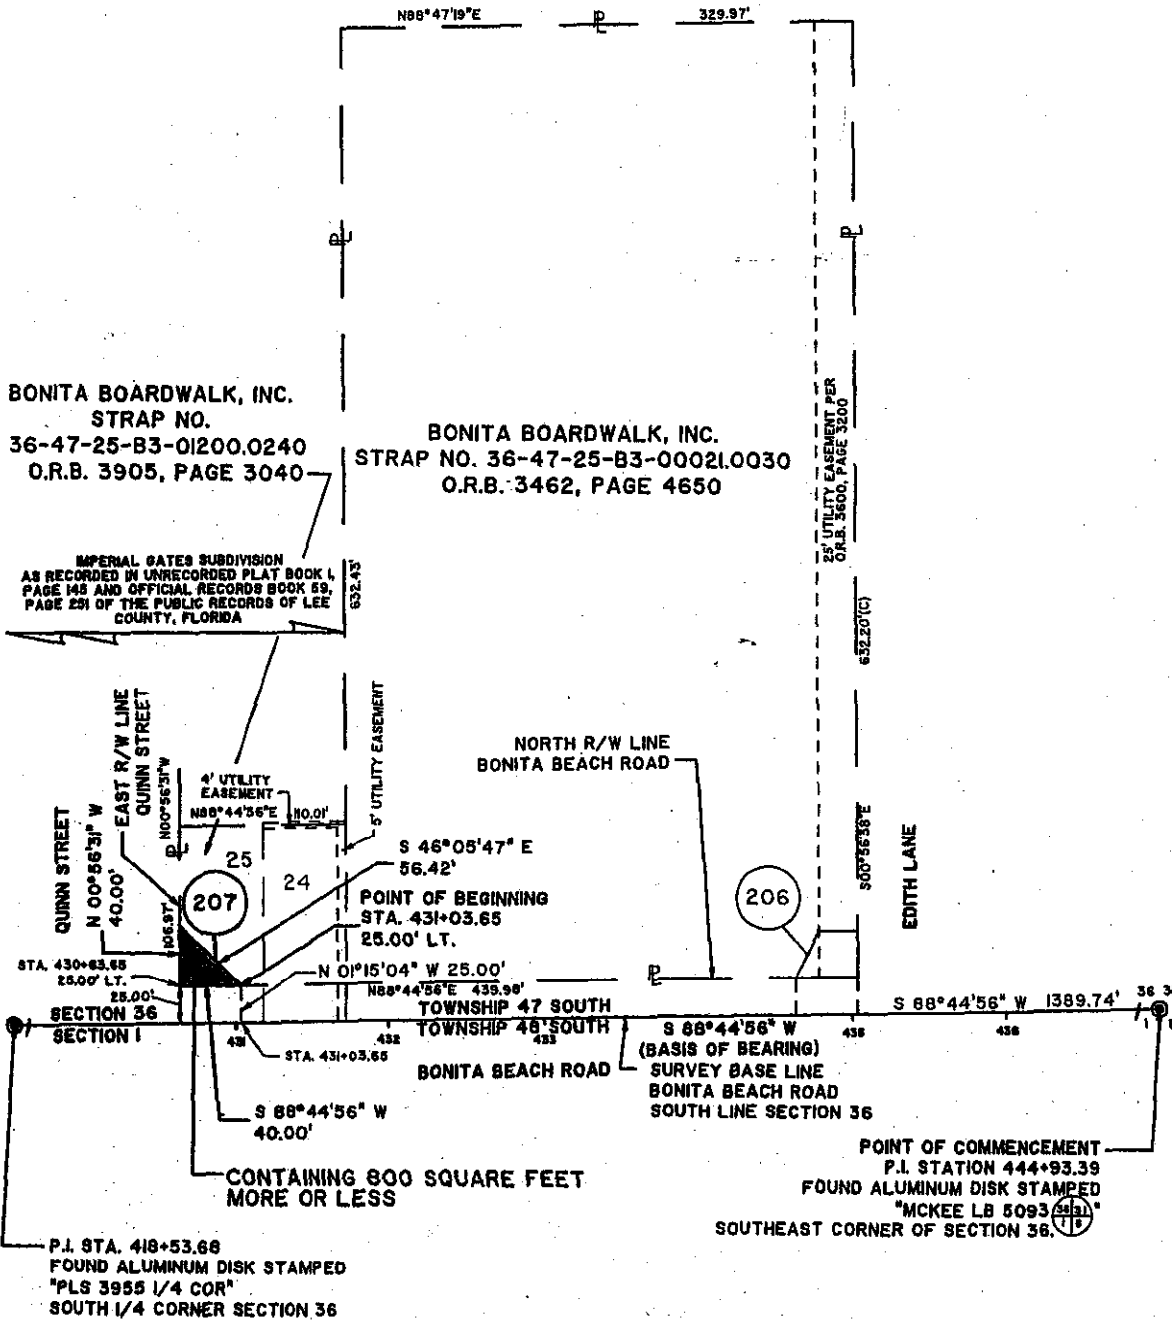 N88°47'19"E
329.97'
BONITA BOARDWALK, INC.
STRAP NO.
36-47-25-B3-01200.0240
O.R.B. 3905, PAGE 3040
BONITA BOARDWALK, INC.
STRAP NO. 36-47-25-B3-00021.0030
O.R.B. 3462, PAGE 4650
25' UTILITY EASEMENT PER
O.R.B. 3600, PAGE 3200
IMPERIAL GATES SUBDIVISION
AS RECORDED IN UNRECORDED PLAT BOOK 1,
PAGE 145 AND OFFICIAL RECORDS BOOK 59,
PAGE 251 OF THE PUBLIC RECORDS OF LEE
COUNTY, FLORIDA
632.43'
632.20'(C)
QUINN STREET
N 00°56'31" W
40.00'
EAST R/W LINE
QUINN STREET
N00°56'31"W
4' UTILITY
EASEMENT
N88°44'56"E
110.01'
5' UTILITY EASEMENT
NORTH R/W LINE
BONITA BEACH ROAD
S00°56'38"E
EDITH LANE
25
24
207
206
106.97'
S 46°05'47" E
56.42'
POINT OF BEGINNING
STA. 431+03.65
25.00' LT.
STA. 430+63.65
25.00' LT.
25.00'
N 01°15'04" W 25.00'
N88°44'56"E 439.98'
SECTION 36
SECTION 1
TOWNSHIP 47 SOUTH
TOWNSHIP 48 SOUTH
S 88°44'56" W 1389.74'
431
432
433
435
436
STA. 431+03.65
BONITA BEACH ROAD
S 88°44'56" W
(BASIS OF BEARING)
SURVEY BASE LINE
BONITA BEACH ROAD
SOUTH LINE SECTION 36
S 88°44'56" W
40.00'
CONTAINING 800 SQUARE FEET
MORE OR LESS
POINT OF COMMENCEMENT
P.I. STATION 444+93.39
FOUND ALUMINUM DISK STAMPED
"MCKEE LB 5093 "
SOUTHEAST CORNER OF SECTION 36.
P.I. STA. 418+53.68
FOUND ALUMINUM DISK STAMPED
"PLS 3955 1/4 COR"
SOUTH 1/4 CORNER SECTION 36